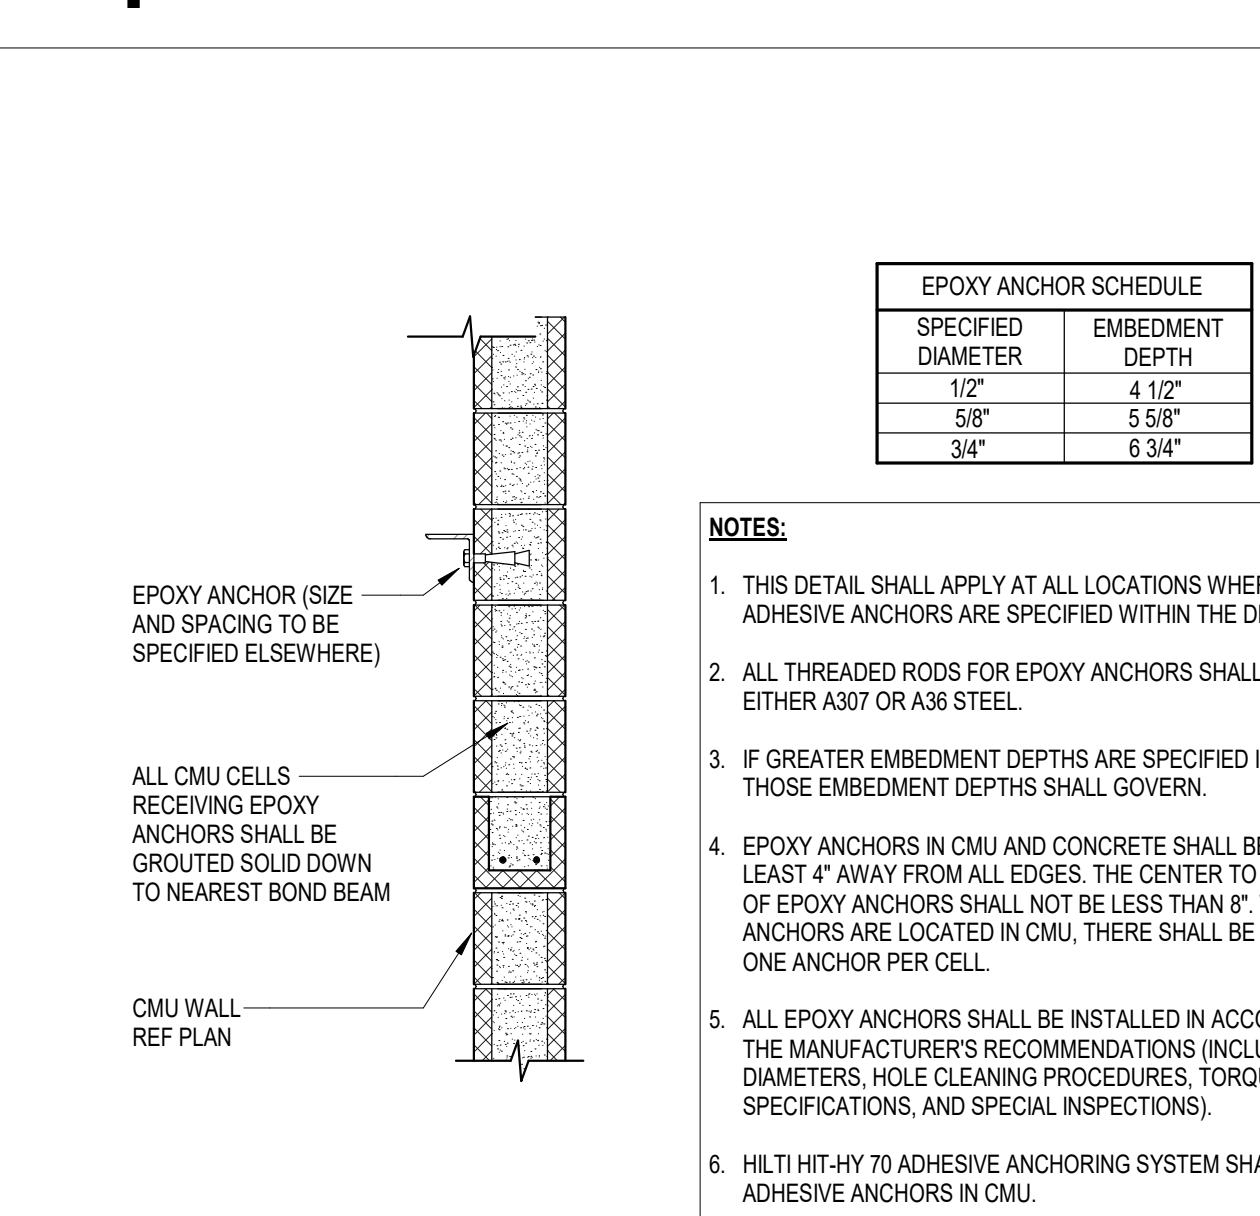 EPOXY ANCHOR (SIZE
AND SPACING TO BE
SPECIFIED ELSEWHERE)
ALL CMU CELLS
RECEIVING EPOXY
ANCHORS SHALL BE
GROUTED SOLID DOWN
TO NEAREST BOND BEAM
CMU WALL
REF PLAN
EPOXY ANCHOR SCHEDULE
SPECIFIED DIAMETER EMBEDMENT DEPTH
1/2" 4 1/2"
5/8" 5 5/8"
3/4" 6 3/4"
NOTES:
1. THIS DETAIL SHALL APPLY AT ALL LOCATIONS
ADHESIVE ANCHORS ARE SPECIFIED WITHIN THE
2. ALL THREADED RODS FOR EPOXY ANCHORS SHALL
EITHER A307 OR A36 STEEL.
3. IF GREATER EMBEDMENT DEPTHS ARE SPECIFIED
THOSE EMBEDMENT DEPTHS SHALL GOVERN.
4. EPOXY ANCHORS IN CMU AND CONCRETE SHALL
LEAST 4" AWAY FROM ALL EDGES. THE CENTER TO
OF EPOXY ANCHORS SHALL NOT BE LESS THAN 8".
ANCHORS ARE LOCATED IN CMU, THERE SHALL BE
ONE ANCHOR PER CELL.
5. ALL EPOXY ANCHORS SHALL BE INSTALLED IN
THE MANUFACTURER'S RECOMMENDATIONS
DIAMETERS, HOLE CLEANING PROCEDURES,
SPECIFICATIONS, AND SPECIAL INSPECTIONS).
6. HILTI HIT-HY 70 ADHESIVE ANCHORING SYSTEM
ADHESIVE ANCHORS IN CMU.